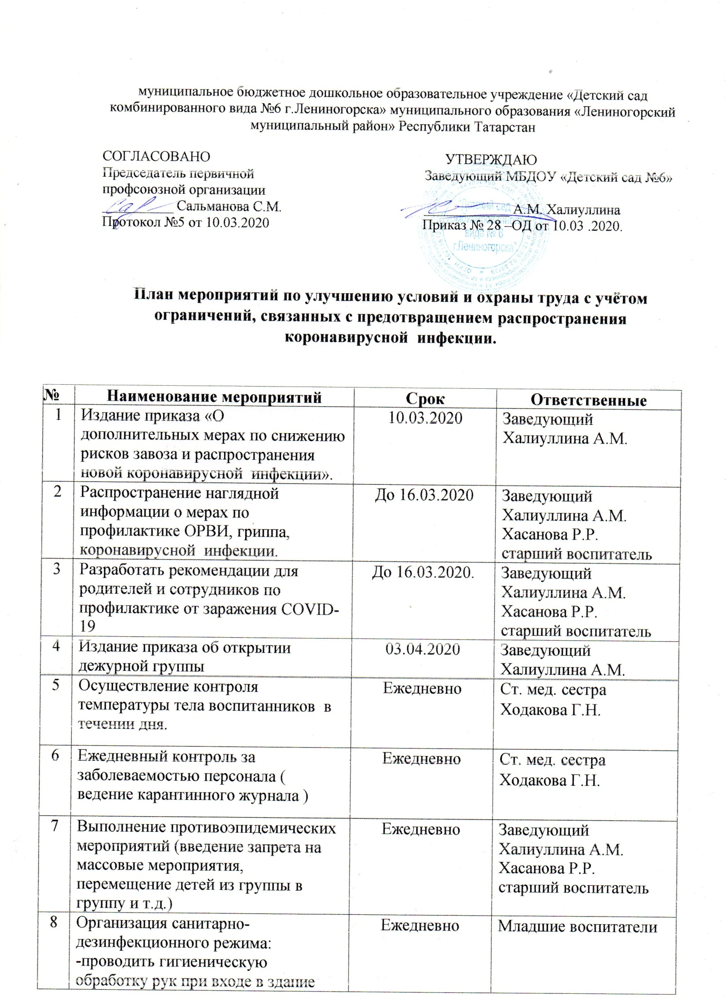 муниципальное бюджетное дошкольное образовательное учреждение «Детский сад
комбинированного вида №6 г.Лениногорска» муниципального образования «Лениногорский
муниципальный район» Республики Татарстан
СОГЛАСОВАНО
Председатель первичной
профсоюзной организации
Сальманова С.М.
Протокол №5 от 10.03.2020
УТВЕРЖДАЮ
Заведующий МБДОУ «Детский сад №6»
А.М. Халиуллина
Приказ № 28 –ОД от 10.03 .2020.
"Детский сад
комбинированного
вида № 6
г.Лениногорска"
План мероприятий по улучшению условий и охраны труда с учётом
ограничений, связанных с предотвращением распространения
коронавирусной инфекции.
№ Наименование мероприятий Срок Ответственные
1 Издание приказа «О 10.03.2020 Заведующий
дополнительных мерах по снижению Халиуллина А.М.
рисков завоза и распространения
новой коронавирусной инфекции».
2 Распространение наглядной До 16.03.2020 Заведующий
информации о мерах по Халиуллина А.М.
профилактике ОРВИ, гриппа, Хасанова Р.Р.
коронавирусной инфекции. старший воспитатель
3 Разработать рекомендации для До 16.03.2020. Заведующий
родителей и сотрудников по Халиуллина А.М.
профилактике от заражения COVID- Хасанова Р.Р.
19 старший воспитатель
4 Издание приказа об открытии 03.04.2020 Заведующий
дежурной группы Халиуллина А.М.
5 Осуществление контроля Ежедневно Ст. мед. сестра
температуры тела воспитанников в Ходакова Г.Н.
течении дня.
6 Ежедневный контроль за Ежедневно Ст. мед. сестра
заболеваемостью персонала ( Ходакова Г.Н.
ведение карантинного журнала )
7 Выполнение противоэпидемических Ежедневно Заведующий
мероприятий (введение запрета на Халиуллина А.М.
массовые мероприятия, Хасанова Р.Р.
перемещение детей из группы в старший воспитатель
группу и т.д.)
8 Организация санитарно- Ежедневно Младшие воспитатели
дезинфекционного режима:
-проводить гигиеническую
обработку рук при входе в здание